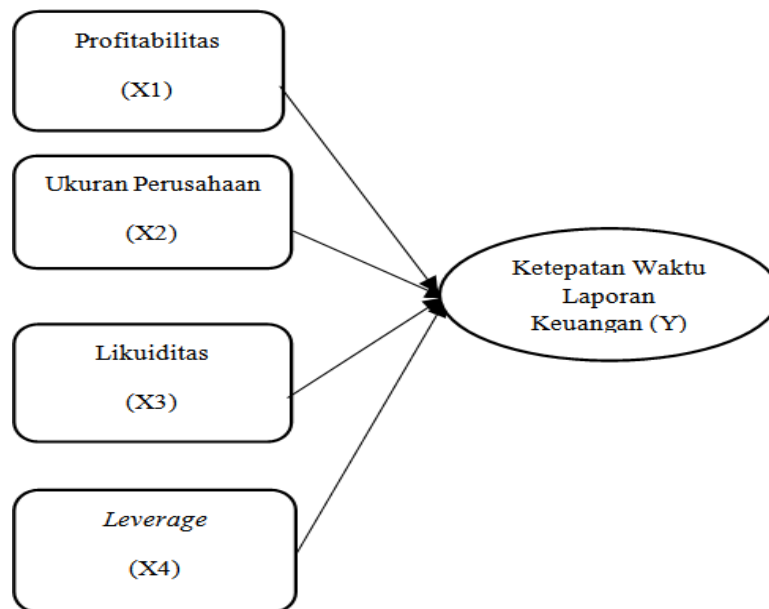 Profitabilitas
(X1)
Ukuran Perusahaan
(X2)
Likuiditas
(X3)
Leverage
(X4)
Ketepatan Waktu
Laporan
Keuangan (Y)